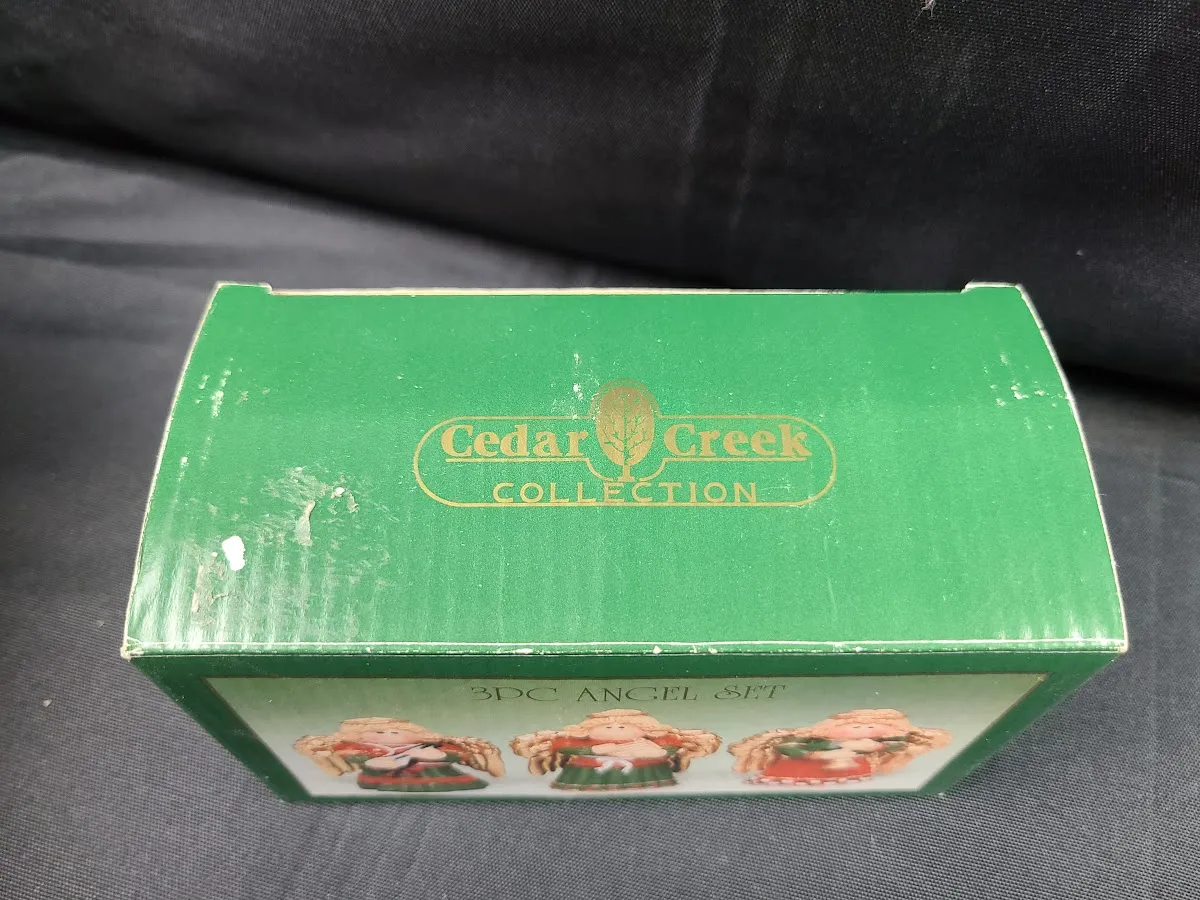 Cedar Creek
COLLECTION
3PC ANGEL SET